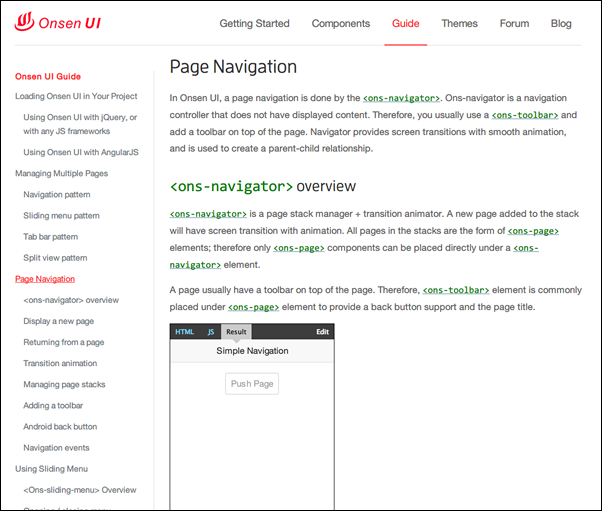 Onsen UI
Getting Started
Components
Guide
Themes
Forum
Blog
Onsen UI Guide
Loading Onsen UI in Your Project
Using Onsen UI with jQuery, or
with any JS frameworks
Using Onsen UI with AngularJS
Managing Multiple Pages
Navigation pattern
Sliding menu pattern
Tab bar pattern
Split view pattern
Page Navigation
<ons-navigator> overview
Display a new page
Returning from a page
Transition animation
Managing page stacks
Adding a toolbar
Android back button
Navigation events
Using Sliding Menu
<Ons-sliding-menu> Overview
Page Navigation
In Onsen UI, a page navigation is done by the <ons-navigator>. Ons-navigator is a navigation
controller that does not have displayed content. Therefore, you usually use a <ons-toolbar> and
add a toolbar on top of the page. Navigator provides screen transitions with smooth animation,
and is used to create a parent-child relationship.
<ons-navigator> overview
<ons-navigator> is a page stack manager + transition animator. A new page added to the stack
will have screen transition with animation. All pages in the stacks are the form of <ons-page>
elements; therefore only <ons-page> components can be placed directly under a <ons-
navigator> element.
A page usually have a toolbar on top of the page. Therefore, <ons-toolbar> element is commonly
placed under <ons-page> element to provide a back button support and the page title.
HTML
JS
Result
Edit
Simple Navigation
Push Page